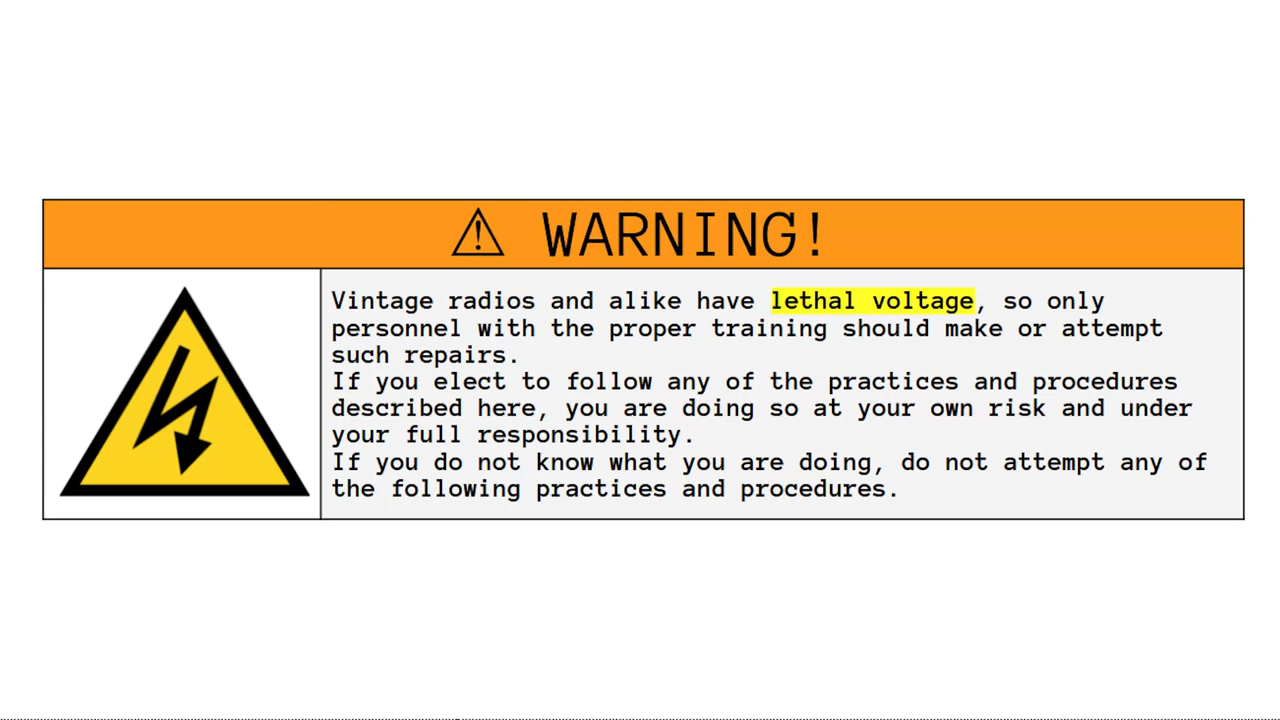 ⚠ WARNING!
Vintage radios and alike have lethal voltage, so only
personnel with the proper training should make or attempt
such repairs.
If you elect to follow any of the practices and procedures
described here, you are doing so at your own risk and under
your full responsibility.
If you do not know what you are doing, do not attempt any of
the following practices and procedures.